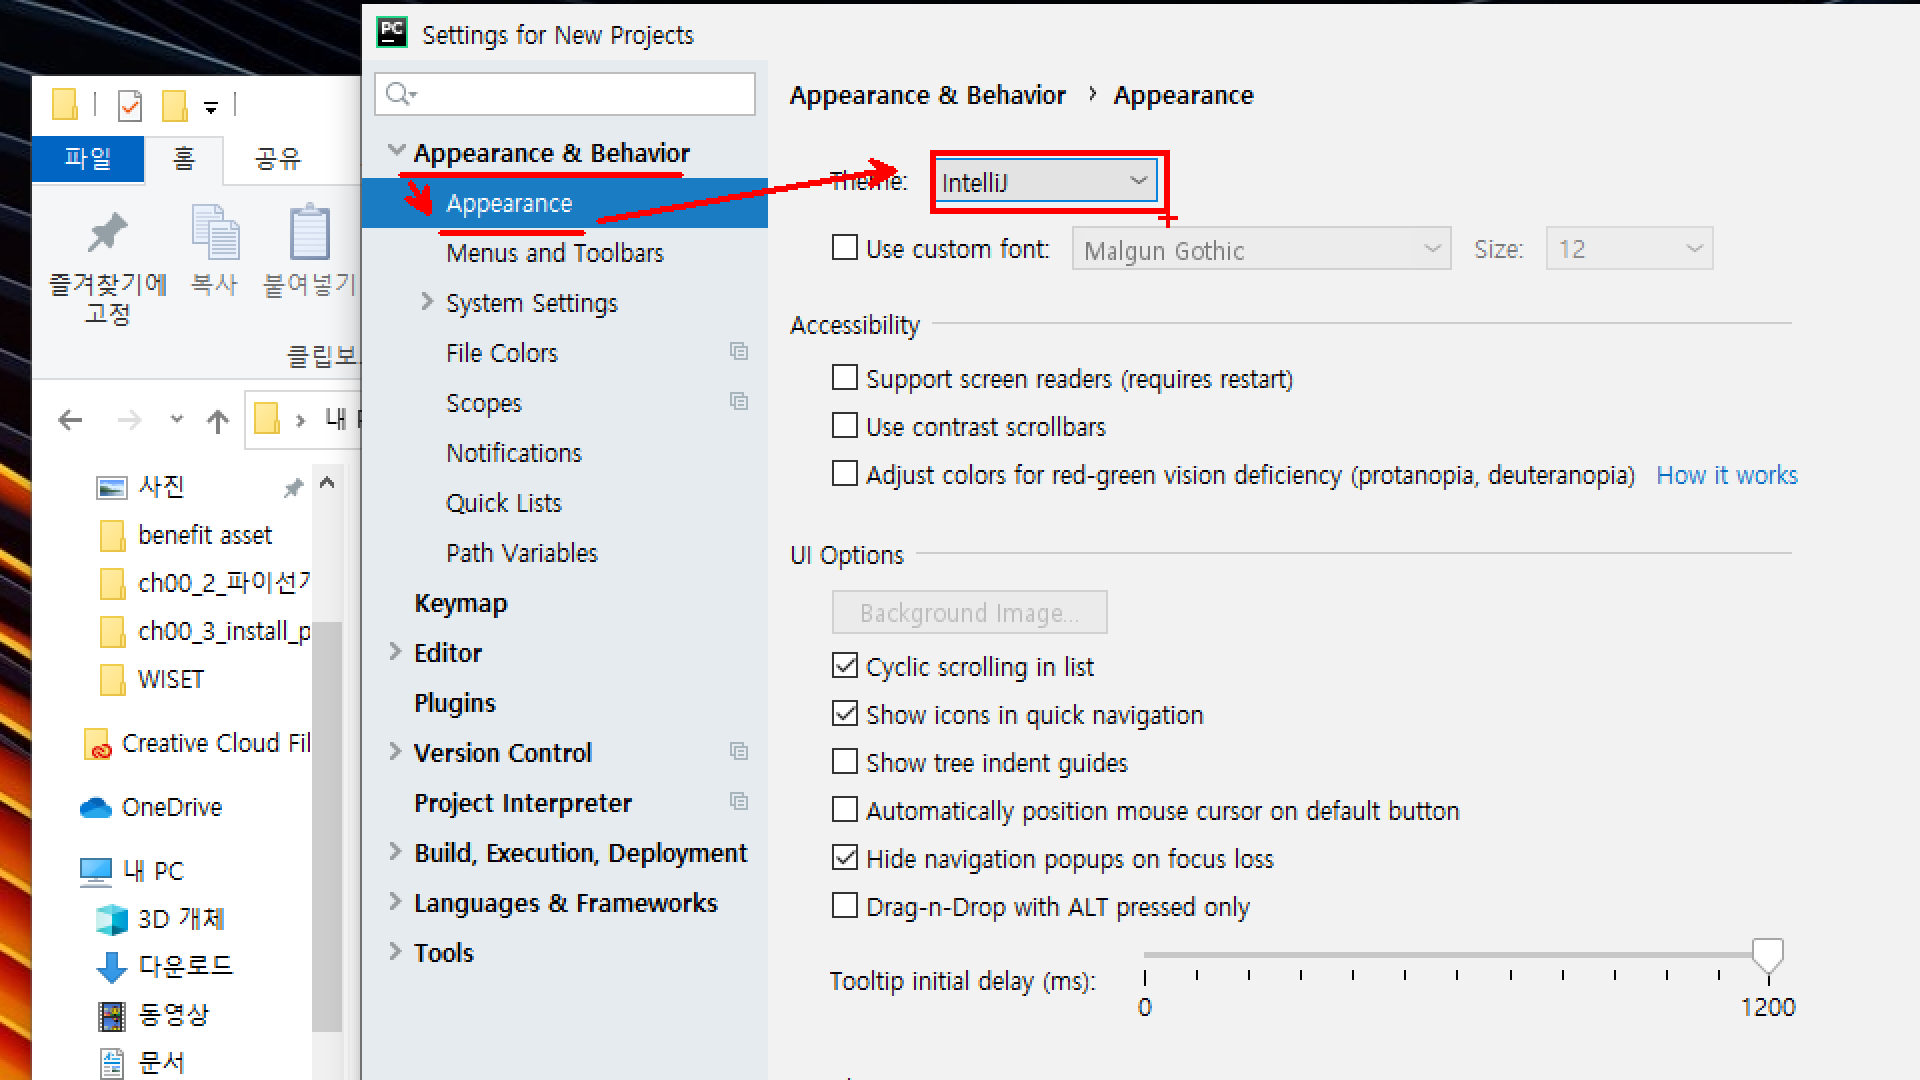 PC
Settings for New Projects
파일
홈
공유
즐겨찾기에
고정
복사
붙여넣기
클립보
내
사진
benefit asset
ch00_2_파이선기
ch00_3_install_p
WISET
Creative Cloud Fil
OneDrive
내 PC
3D 개체
다운로드
동영상
문서
Appearance & Behavior
Appearance
Menus and Toolbars
System Settings
File Colors
Scopes
Notifications
Quick Lists
Path Variables
Keymap
Editor
Plugins
Version Control
Project Interpreter
Build, Execution, Deployment
Languages & Frameworks
Tools
Appearance & Behavior › Appearance
Theme: IntelliJ
Use custom font: Malgun Gothic Size: 12
Accessibility
Support screen readers (requires restart)
Use contrast scrollbars
Adjust colors for red-green vision deficiency (protanopia, deuteranopia) How it works
UI Options
Background Image...
Cyclic scrolling in list
Show icons in quick navigation
Show tree indent guides
Automatically position mouse cursor on default button
Hide navigation popups on focus loss
Drag-n-Drop with ALT pressed only
Tooltip initial delay (ms):
0 1200